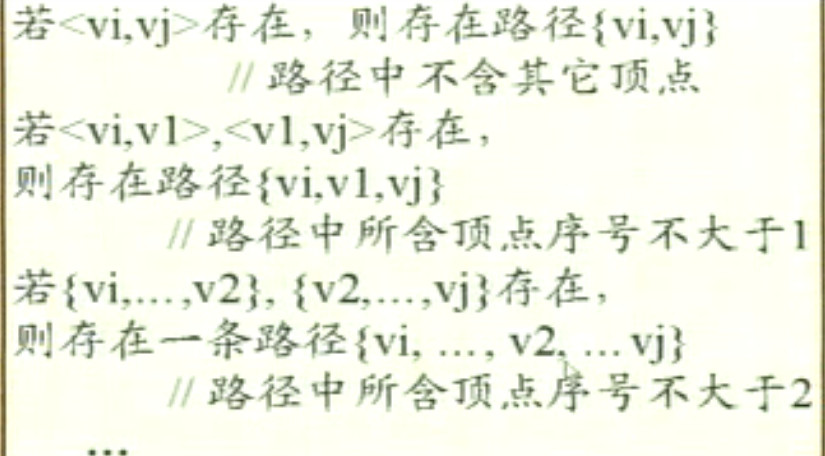 若<vi,vj>存在，则存在路径{vi,vj}
// 路径中不含其它顶点
若<vi,v1>,<v1,vj>存在，
则存在路径{vi,v1,vj}
// 路径中所含顶点序号不大于1
若{vi,...,v2}, {v2,...,vj}存在，
则存在一条路径{vi, ..., v2, ... vj}
// 路径中所含顶点序号不大于2
...